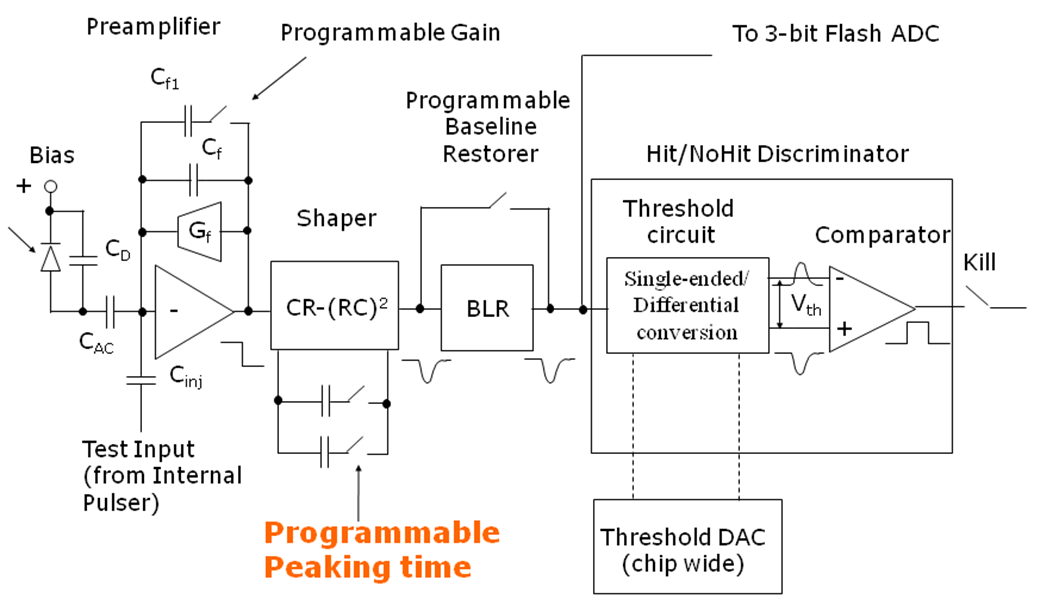 Preamplifier
Programmable Gain
To 3-bit Flash ADC
Cf1
Programmable
Baseline
Restorer
Cf
Bias
+
Hit/NoHit Discriminator
Shaper
Threshold
circuit
Gf
CD
Comparator
Kill
Single-ended/
Differential
conversion
-
Vth
+
-
CR-(RC)²
BLR
CAC
Cinj
Test Input
(from Internal
Pulser)
Programmable
Peaking time
Threshold DAC
(chip wide)